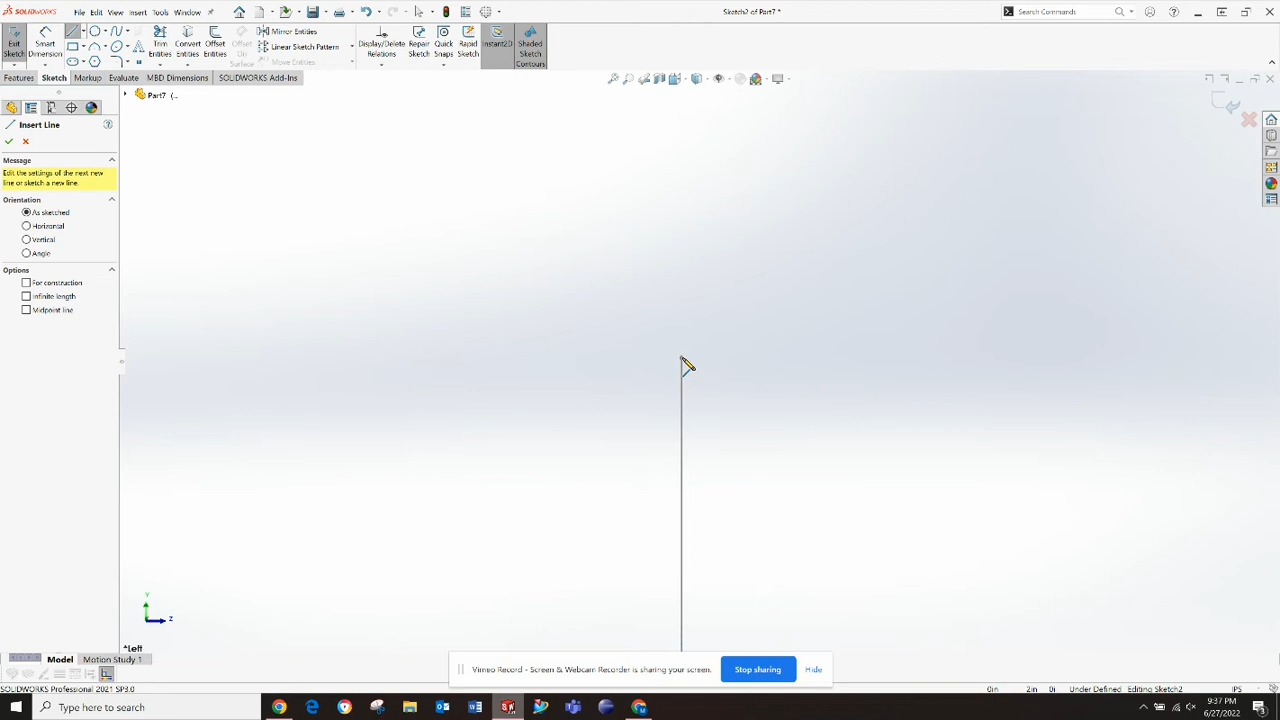 SOLIDWORKS
File Edit View Insert Tools Window
Sketch2 of Part7 *
Search Commands
Exit Sketch
Smart Dimension
Trim Entities
Convert Entities
Offset Entities
Offset On Surface
Mirror Entities
Linear Sketch Pattern
Move Entities
Display/Delete Relations
Repair Sketch
Quick Snaps
Rapid Sketch
Instant2D
Shaded Sketch Contours
Features Sketch Markup Evaluate MBD Dimensions SOLIDWORKS Add-Ins
Part7 (..
Insert Line
Message
Edit the settings of the next new
line or sketch a new line.
Orientation
As sketched
Horizontal
Vertical
Angle
Options
For construction
Infinite length
Midpoint line
Y
Z
*Left
Model Motion Study 1
Vimeo Record - Screen & Webcam Recorder is sharing your screen. Stop sharing Hide
SOLIDWORKS Professional 2021 SP3.0
0in 2in 0in Under Defined Editing Sketch2 IPS
Type here to search
9:37 PM
6/27/2022